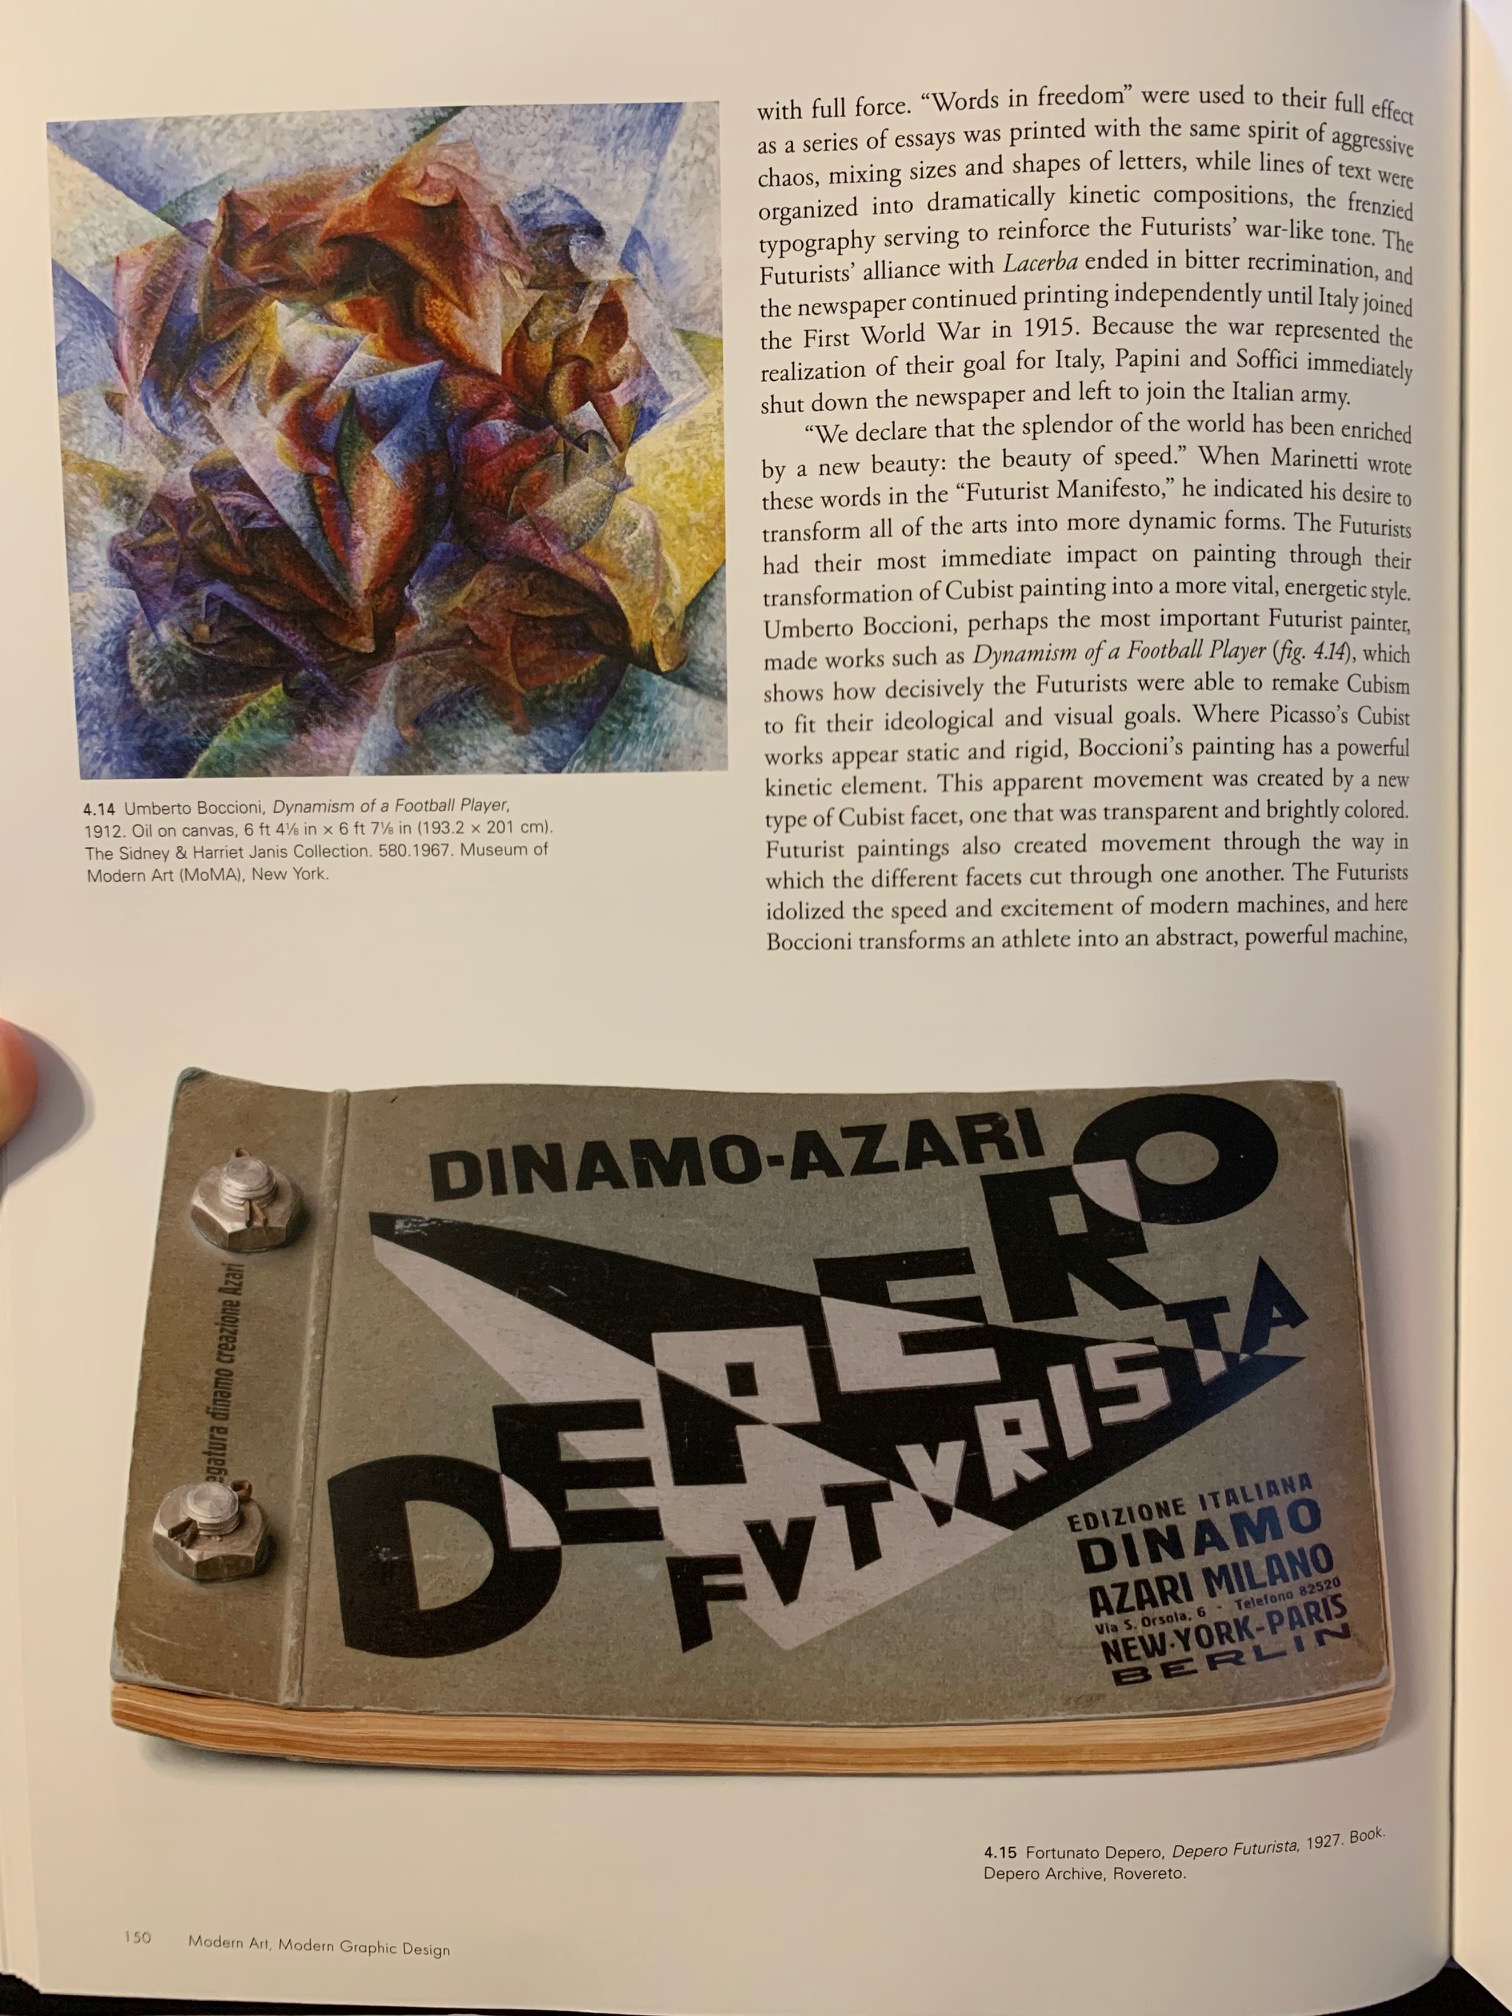 with full force. “Words in freedom” were used to their full effect
as a series of essays was printed with the same spirit of aggressive
chaos, mixing sizes and shapes of letters, while lines of text were
organized into dramatically kinetic compositions, the frenzied
typography serving to reinforce the Futurists’ war-like tone. The
Futurists’ alliance with Lacerba ended in bitter recrimination, and
the newspaper continued printing independently until Italy joined
the First World War in 1915. Because the war represented the
realization of their goal for Italy, Papini and Soffici immediately
shut down the newspaper and left to join the Italian army.
“We declare that the splendor of the world has been enriched
by a new beauty: the beauty of speed.” When Marinetti wrote
these words in the “Futurist Manifesto,” he indicated his desire to
transform all of the arts into more dynamic forms. The Futurists
had their most immediate impact on painting through their
transformation of Cubist painting into a more vital, energetic style.
Umberto Boccioni, perhaps the most important Futurist painter,
made works such as Dynamism of a Football Player (fig. 4.14), which
shows how decisively the Futurists were able to remake Cubism
to fit their ideological and visual goals. Where Picasso’s Cubist
works appear static and rigid, Boccioni’s painting has a powerful
kinetic element. This apparent movement was created by a new
type of Cubist facet, one that was transparent and brightly colored.
Futurist paintings also created movement through the way in
which the different facets cut through one another. The Futurists
idolized the speed and excitement of modern machines, and here
Boccioni transforms an athlete into an abstract, powerful machine,
4.14 Umberto Boccioni, Dynamism of a Football Player,
1912. Oil on canvas, 6 ft 4⅛ in × 6 ft 7⅛ in (193.2 × 201 cm).
The Sidney & Harriet Janis Collection. 580.1967. Museum of
Modern Art (MoMA), New York.
DINAMO-AZARI
DEPERO
FVTVRISTA
egatura dinamo creazione Azari
EDIZIONE ITALIANA
DINAMO
AZARI MILANO
Via S. Orsola, 6 - Telefono 82520
NEW-YORK-PARIS
BERLIN
4.15 Fortunato Depero, Depero Futurista, 1927. Book.
Depero Archive, Rovereto.
150 Modern Art, Modern Graphic Design